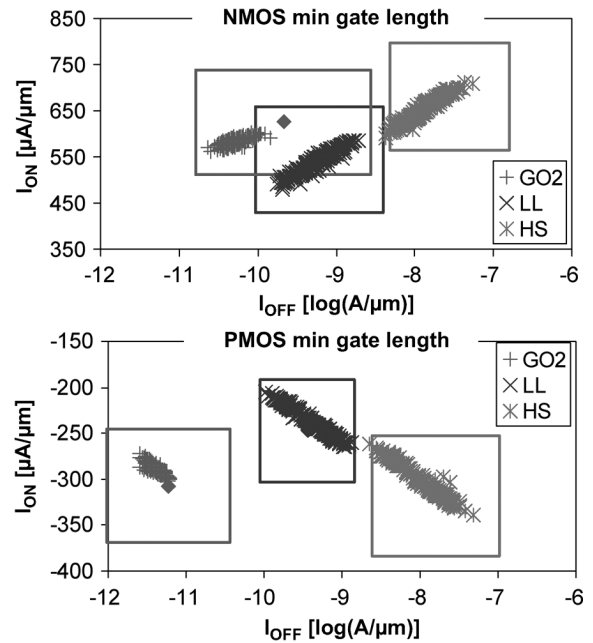 NMOS min gate length
850
750
650
550
450
350
I_ON [µA/µm]
GO2
LL
HS
-12 -11 -10 -9 -8 -7 -6
I_OFF [log(A/µm)]
PMOS min gate length
-150
-200
-250
-300
-350
-400
I_ON [µA/µm]
GO2
LL
HS
-12 -11 -10 -9 -8 -7 -6
I_OFF [log(A/µm)]